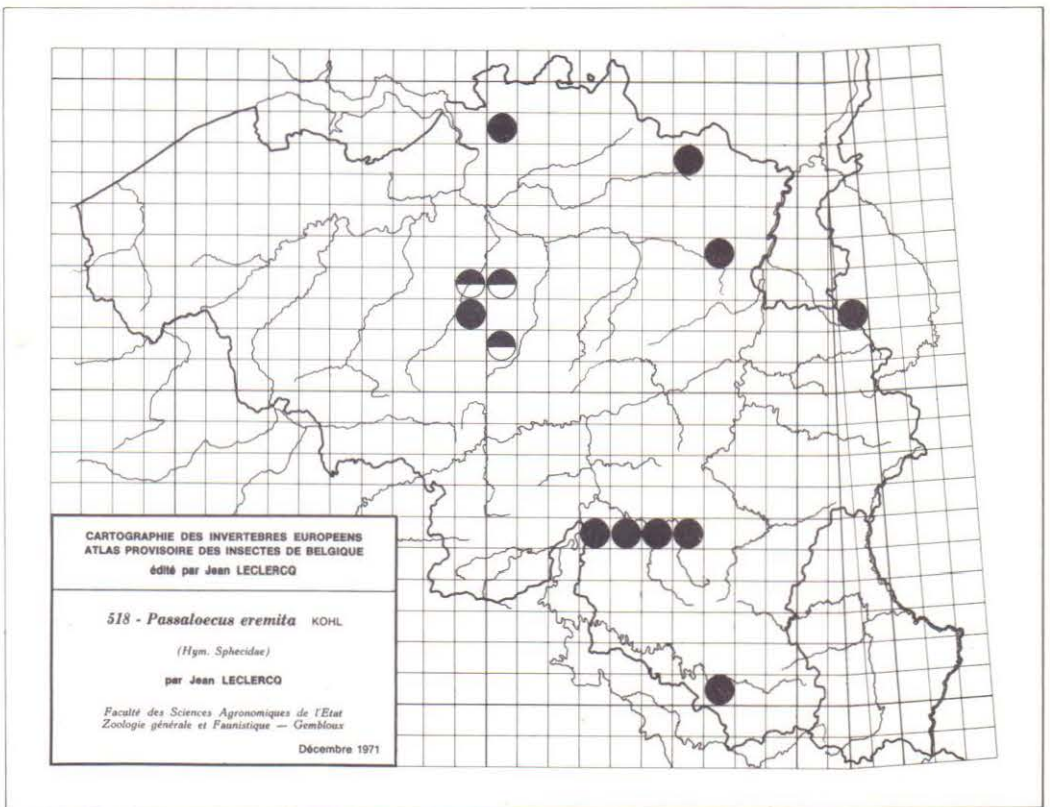 CARTOGRAPHIE DES INVERTEBRES EUROPEENS
ATLAS PROVISOIRE DES INSECTES DE BELGIQUE
édité par Jean LECLERCQ
518 - Passaloecus eremita KOHL
(Hym. Sphecidae)
par Jean LECLERCQ
Faculté des Sciences Agronomiques de l'Etat
Zoologie générale et Faunistique — Gembloux
Décembre 1971